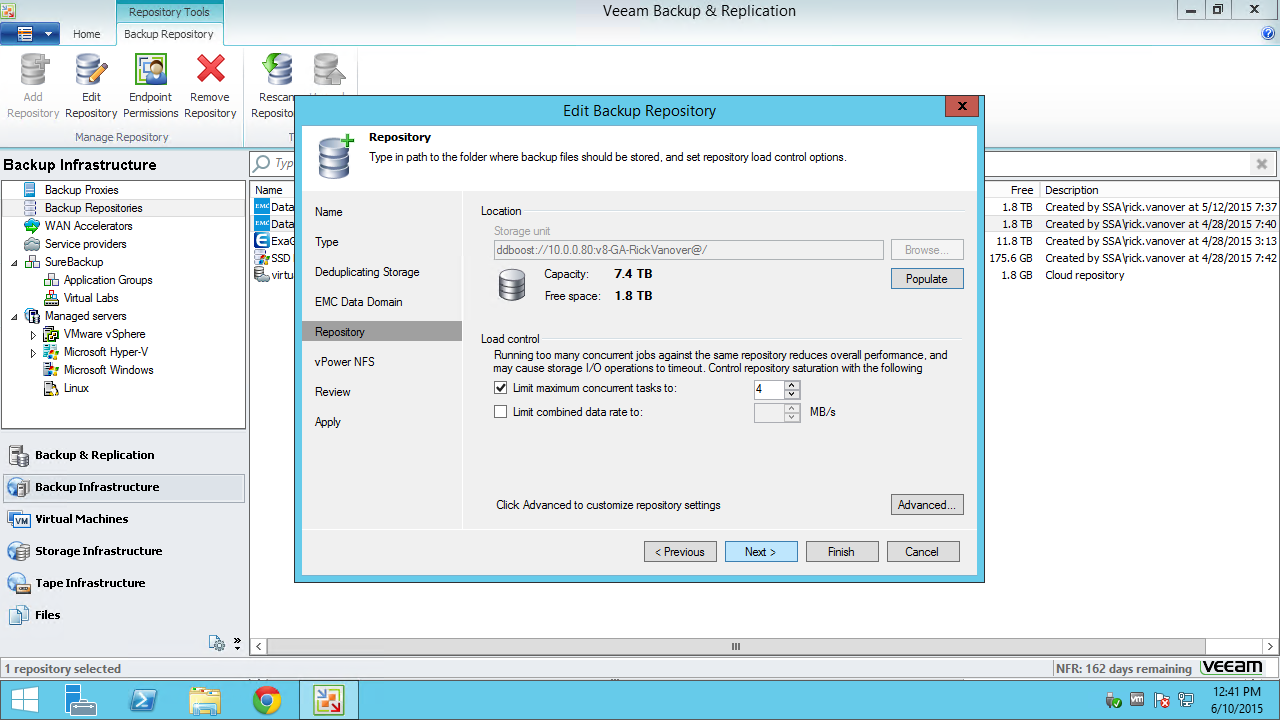 Repository Tools
Veeam Backup & Replication
Home
Backup Repository
Add Repository
Edit Repository
Endpoint Permissions
Remove Repository
Rescan
Manage Repository
Backup Infrastructure
Backup Proxies
Backup Repositories
WAN Accelerators
Service providers
SureBackup
Application Groups
Virtual Labs
Managed servers
VMware vSphere
Microsoft Hyper-V
Microsoft Windows
Linux
Backup & Replication
Backup Infrastructure
Virtual Machines
Storage Infrastructure
Tape Infrastructure
Files
Name
EMC Data
EMC Data
ExaG
SSD
virtu
Free Description
1.8 TB Created by SSA\rick.vanover at 5/12/2015 7:37
1.8 TB Created by SSA\rick.vanover at 4/28/2015 7:40
11.8 TB Created by SSA\rick.vanover at 4/28/2015 3:13
175.6 GB Created by SSA\rick.vanover at 4/28/2015 7:42
1.8 GB Cloud repository
Edit Backup Repository
Repository
Type in path to the folder where backup files should be stored, and set repository load control options.
Name
Type
Deduplicating Storage
EMC Data Domain
Repository
vPower NFS
Review
Apply
Location
Storage unit
ddboost://10.0.0.80:v8-GA-RickVanover@/
Browse...
Capacity: 7.4 TB
Populate
Free space: 1.8 TB
Load control
Running too many concurrent jobs against the same repository reduces overall performance, and
may cause storage I/O operations to timeout. Control repository saturation with the following
Limit maximum concurrent tasks to: 4
Limit combined data rate to: MB/s
Click Advanced to customize repository settings
Advanced...
< Previous
Next >
Finish
Cancel
1 repository selected
NFR: 162 days remaining
veeam
12:41 PM
6/10/2015